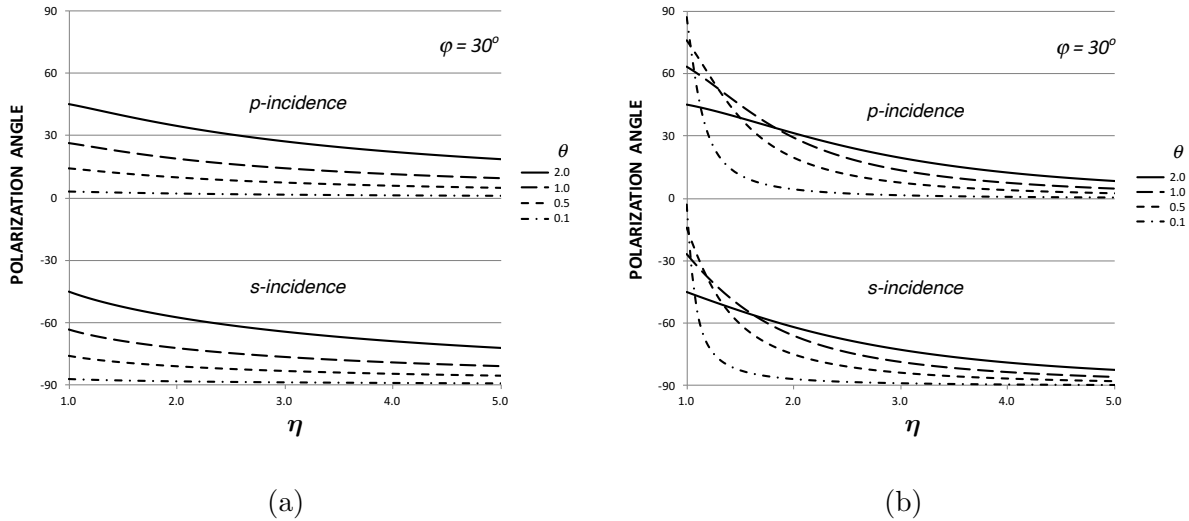 90
60
30
0
-30
-60
-90
1.0 2.0 3.0 4.0 5.0
POLARIZATION ANGLE
η
φ = 30°
p-incidence
s-incidence
θ
2.0
1.0
0.5
0.1
(a)
90
60
30
0
-30
-60
-90
1.0 2.0 3.0 4.0 5.0
POLARIZATION ANGLE
η
φ = 30°
p-incidence
s-incidence
θ
2.0
1.0
0.5
0.1
(b)